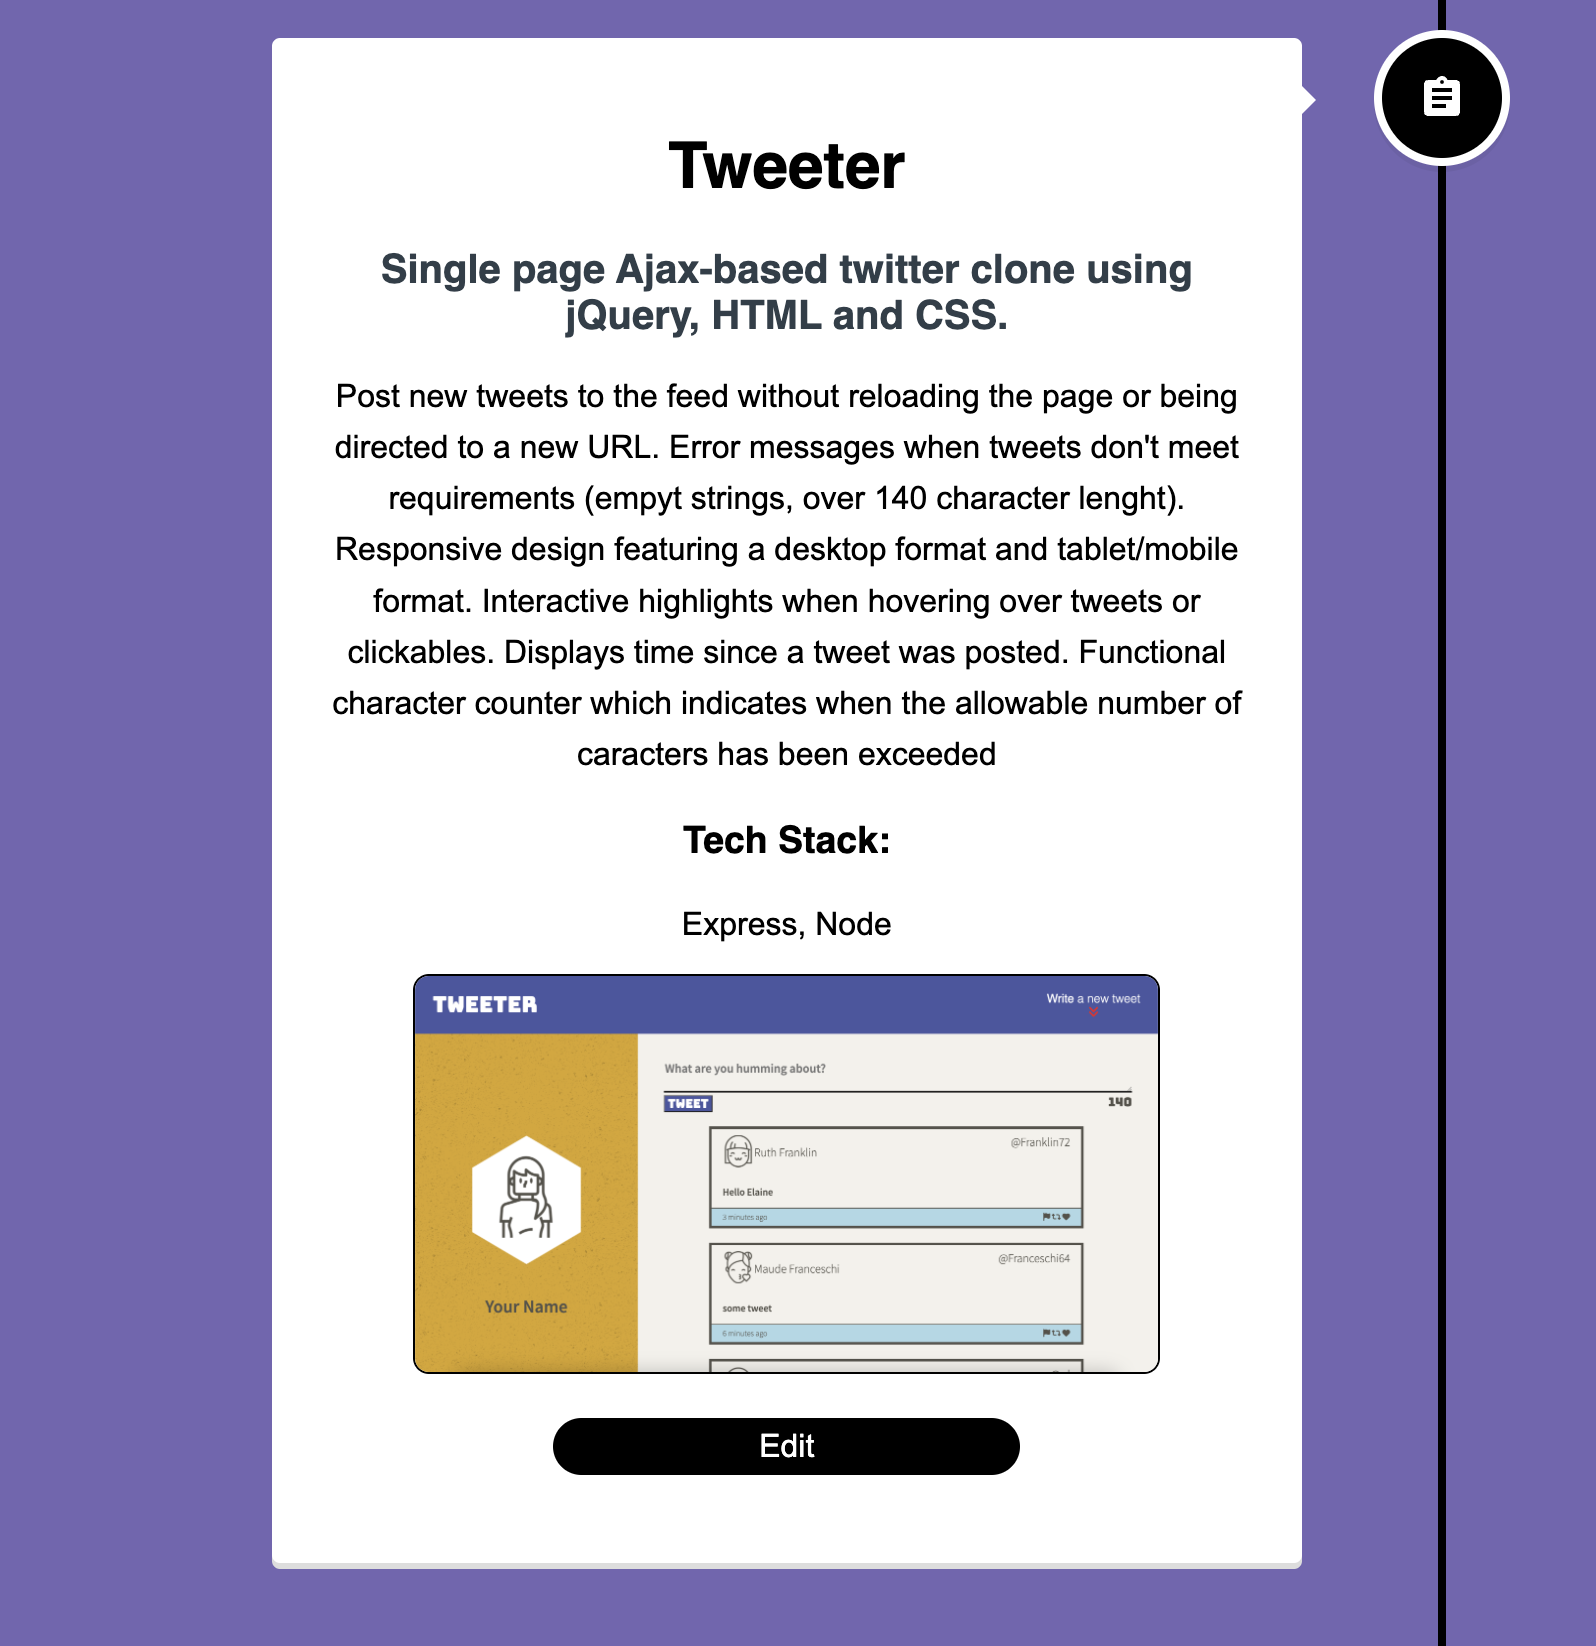 Tweeter
Single page Ajax-based twitter clone using
jQuery, HTML and CSS.
Post new tweets to the feed without reloading the page or being
directed to a new URL. Error messages when tweets don't meet
requirements (empyt strings, over 140 character lenght).
Responsive design featuring a desktop format and tablet/mobile
format. Interactive highlights when hovering over tweets or
clickables. Displays time since a tweet was posted. Functional
character counter which indicates when the allowable number of
caracters has been exceeded
Tech Stack:
Express, Node
TWEETER
Write a new tweet
What are you humming about?
TWEET
140
Ruth Franklin
@Franklin72
Hello Elaine
3 minutes ago
Maude Franceschi
@Franceschi64
some tweet
6 minutes ago
Your Name
Edit